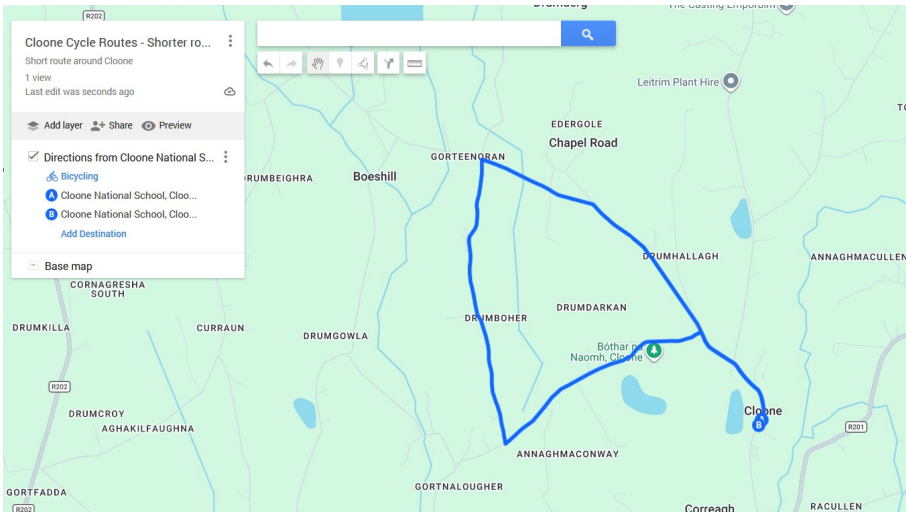 R202
The Casting Emporium
Cloone Cycle Routes - Shorter ro...
Short route around Cloone
1 view
Last edit was seconds ago
Add layer
Share
Preview
Directions from Cloone National S...
Bicycling
A
Cloone National School, Cloo...
B
Cloone National School, Cloo...
Add Destination
Base map
Leitrim Plant Hire
EDERGOLE
Chapel Road
GORTEENORAN
Boeshill
DRUMHALLAGH
ANNAGHMACULLEN
CORNAGRESHA
SOUTH
DRUMKILLA
CURRAUN
DRUMGOWLA
DRUMBOHER
DRUMDARKAN
Bóthar na
Naomh, Cloone
R202
DRUMCROY
AGHAKILFAUGHNA
Cloone
B
R201
ANNAGHMACONWAY
GORTFADDA
GORTNALOUGHER
R202
Correagh
RACULLEN